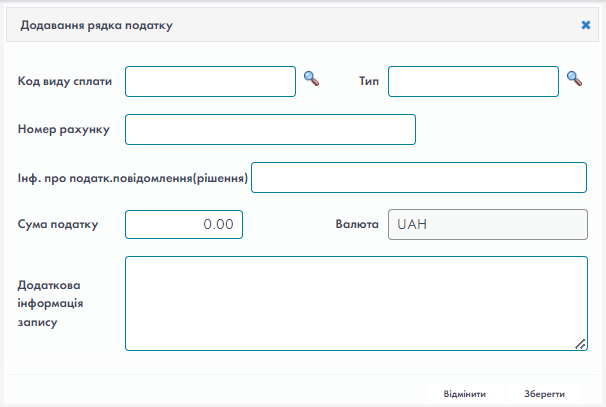 Додавання рядка податку
Код виду сплати
Тип
Номер рахунку
Інф. про податк.повідомлення(рішення)
Сума податку
0.00
Валюта
UAH
Додаткова
інформація
запису
Відмінити
Зберегти